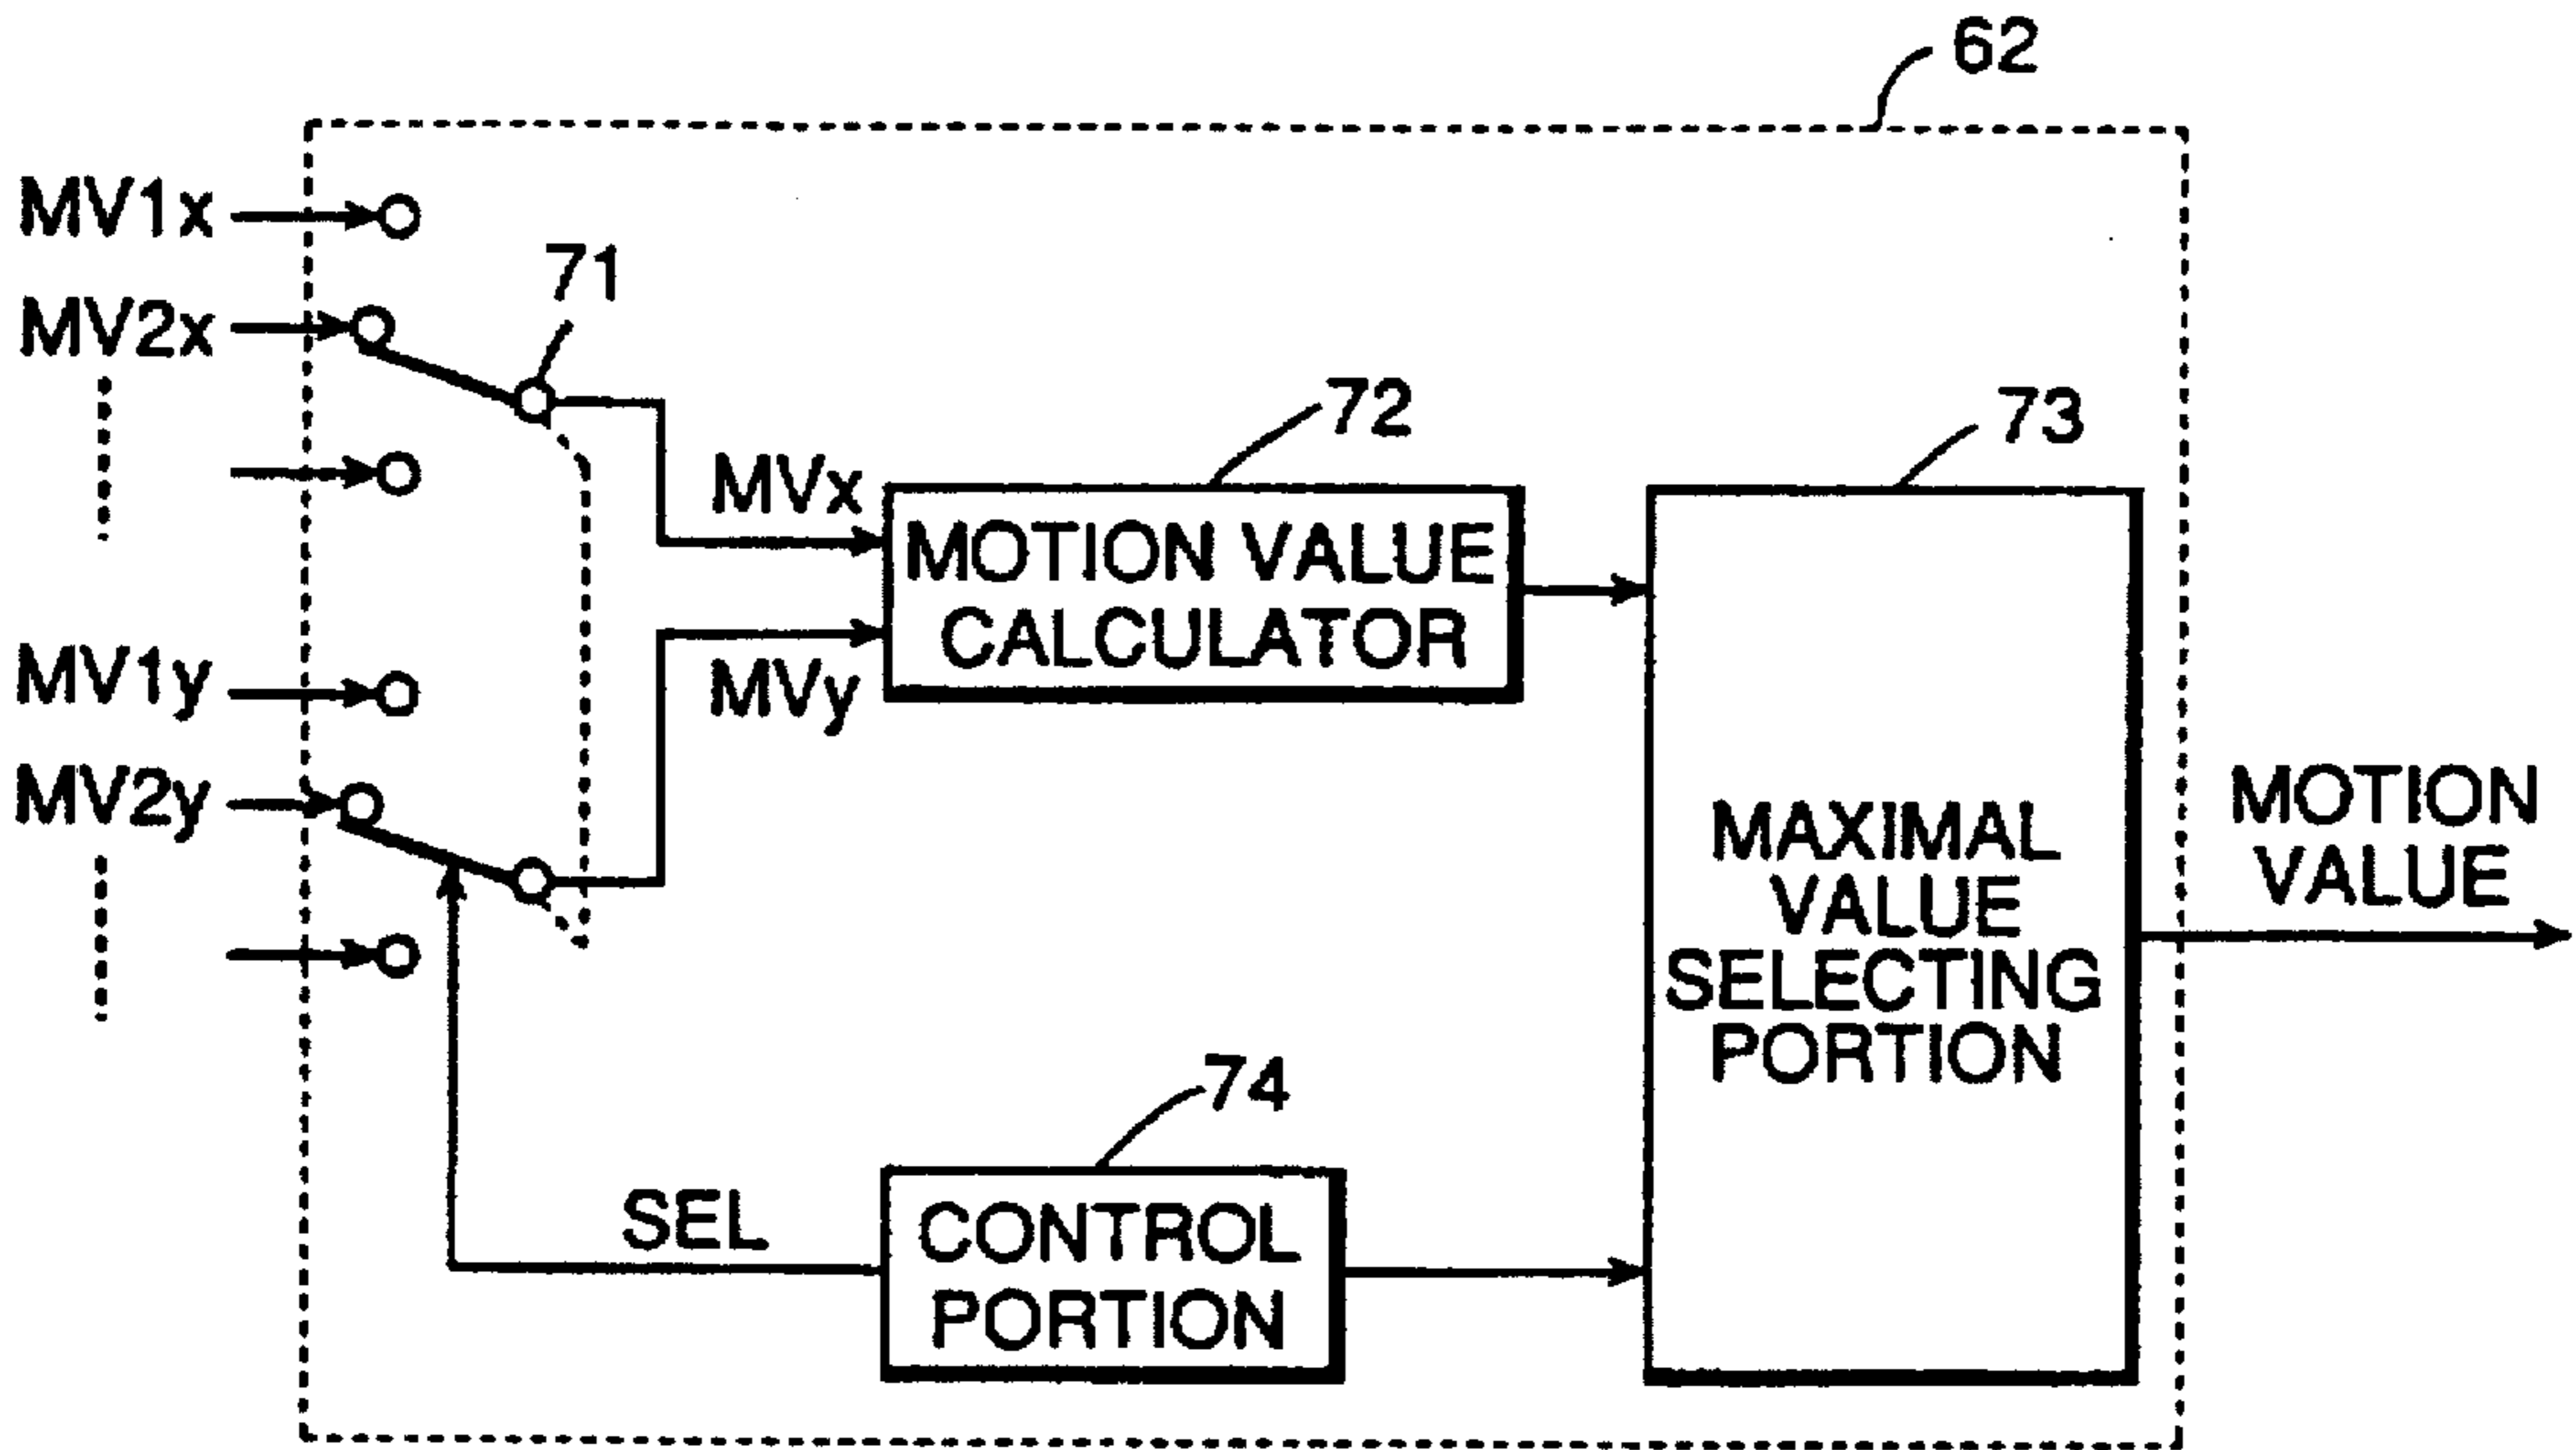 62
MV1x
71
MV2x
72
73
MVx
MOTION VALUE
CALCULATOR
MV1y
MVy
MV2y
MAXIMAL
VALUE
SELECTING
PORTION
MOTION
VALUE
74
SEL
CONTROL
PORTION